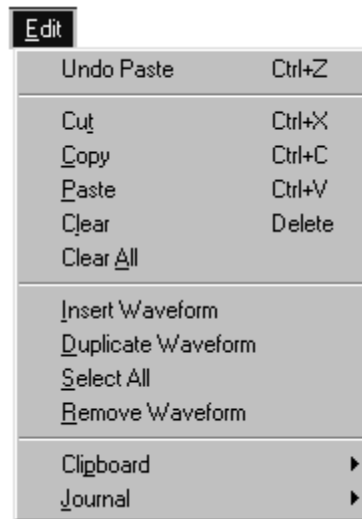 Edit
Undo Paste Ctrl+Z
Cut Ctrl+X
Copy Ctrl+C
Paste Ctrl+V
Clear Delete
Clear All
Insert Waveform
Duplicate Waveform
Select All
Remove Waveform
Clipboard
Journal